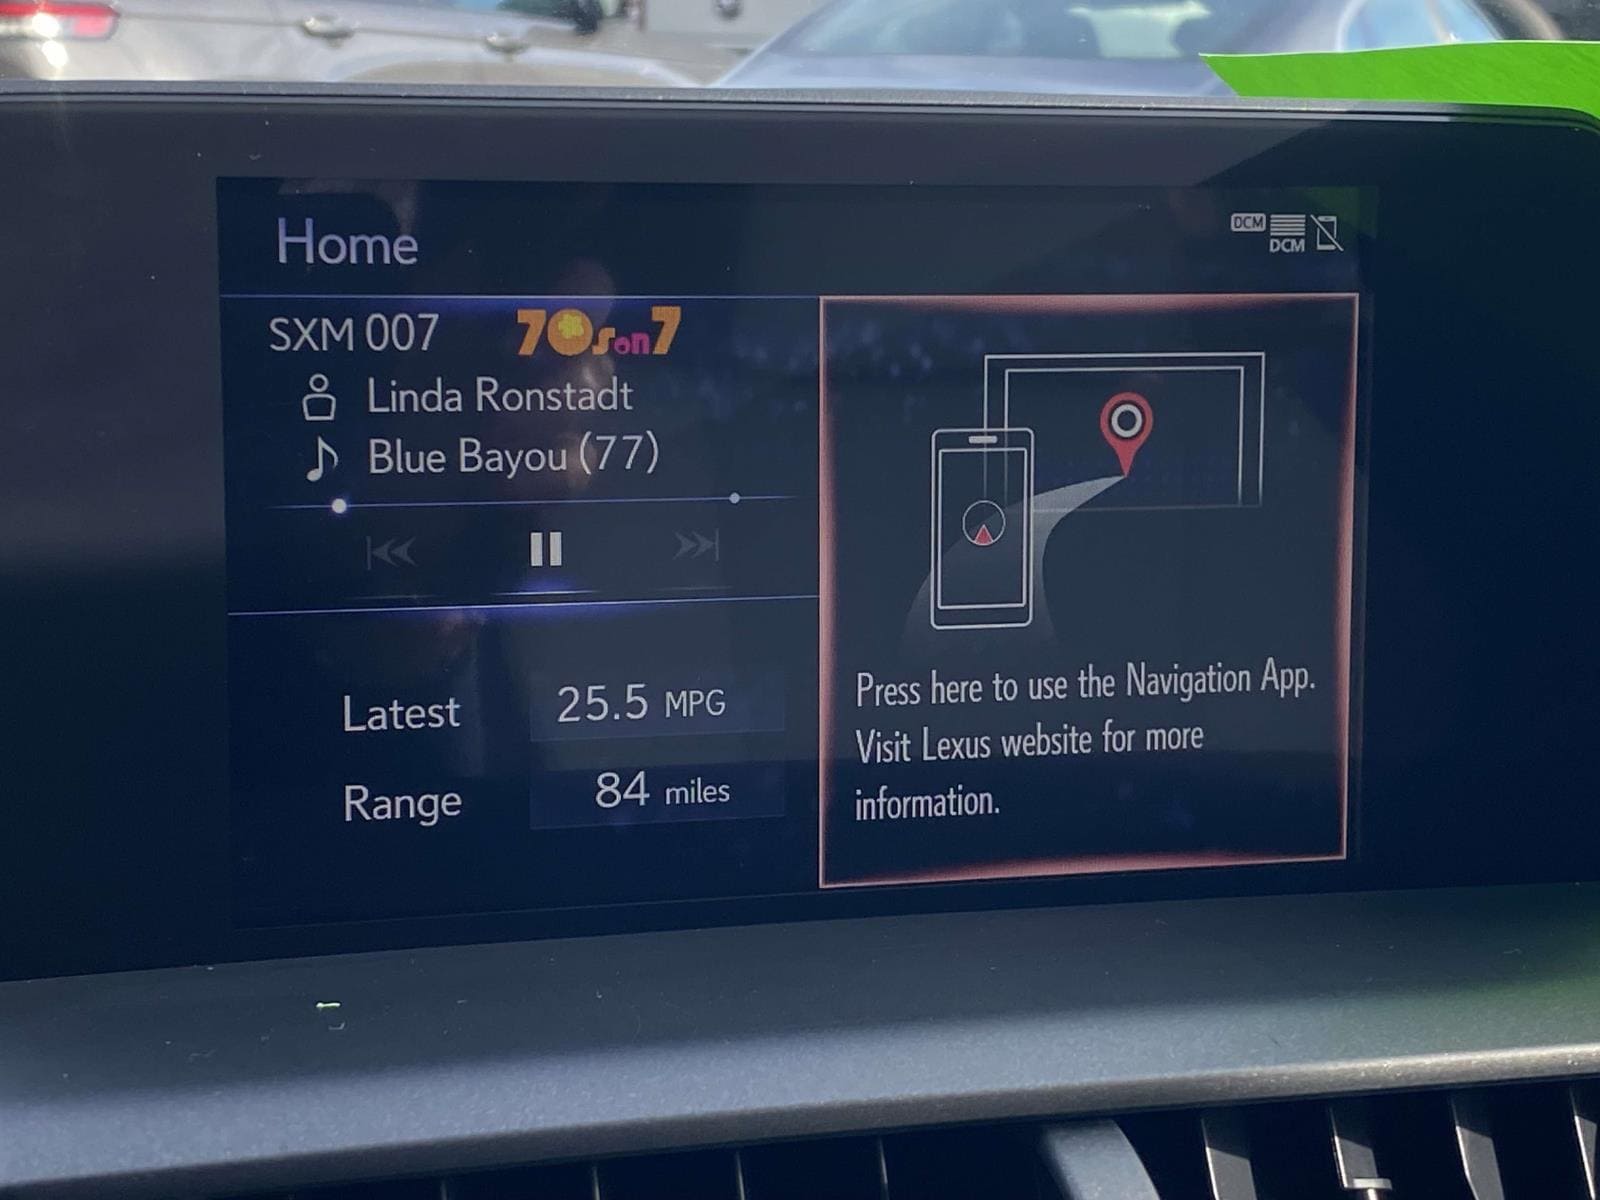 Home
DCM
DCM
SXM 007
70s on 7
Linda Ronstadt
Blue Bayou (77)
Latest 25.5 MPG
Range 84 miles
Press here to use the Navigation App.
Visit Lexus website for more
information.